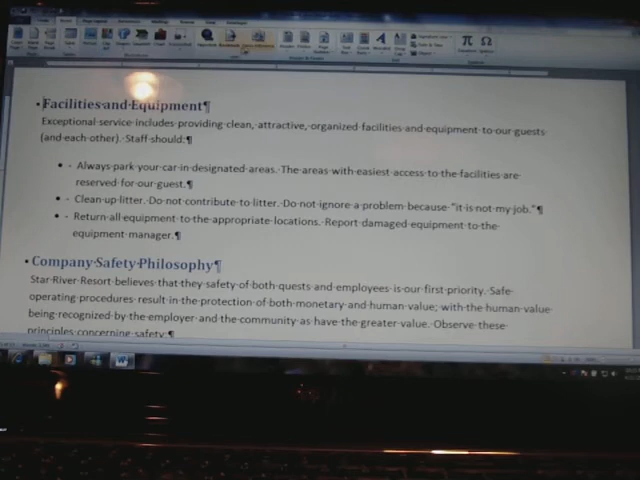 Facilities and Equipment¶
Exceptional service includes providing clean, attractive, organized facilities and equipment to our guests
(and each other). Staff should:¶
• - Always park your car in designated areas. The areas with easiest access to the facilities are
reserved for our guest.¶
• - Clean up litter. Do not contribute to litter. Do not ignore a problem because "it is not my job."¶
• - Return all equipment to the appropriate locations. Report damaged equipment to the
equipment manager.¶
Company Safety Philosophy¶
Star River Resort believes that they safety of both quests and employees is our first priority. Safe
operating procedures result in the protection of both monetary and human value; with the human value
being recognized by the employer and the community as have the greater value. Observe these
principles concerning safety:¶